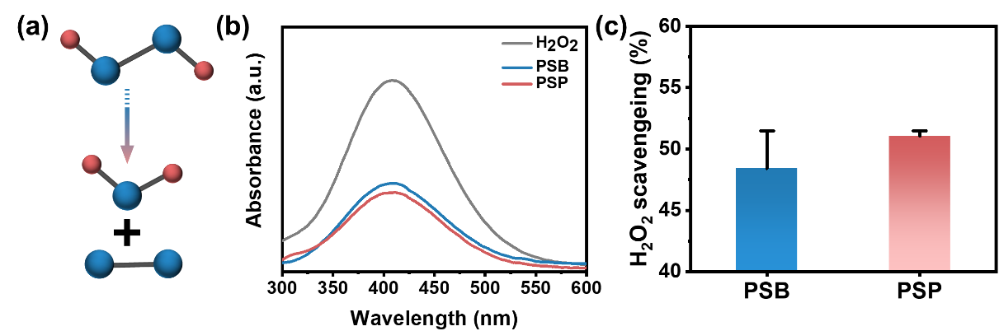 (a)
+
(b)
Absorbance (a.u.)
H₂O₂
PSB
PSP
300 350 400 450 500 550 600
Wavelength (nm)
(c)
H₂O₂ scavengeing (%)
60
55
50
45
40
PSB PSP